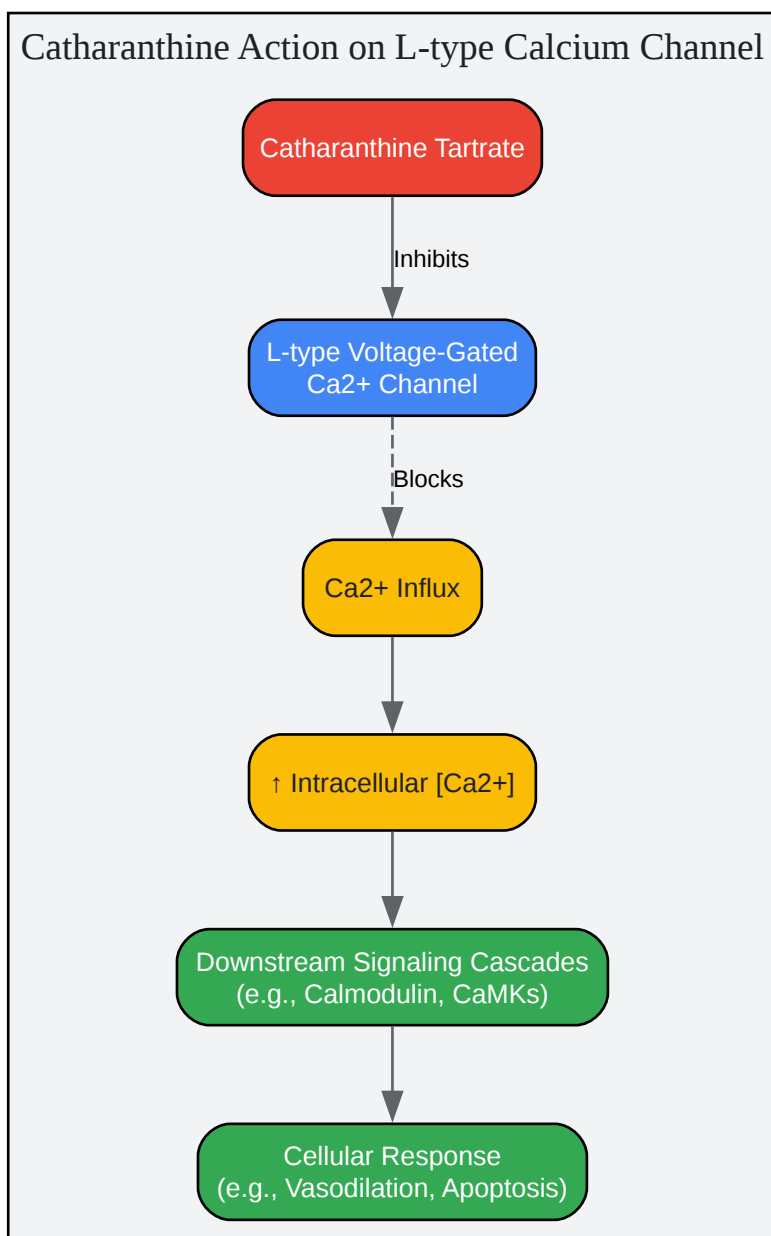 Catharanthine Action on L-type Calcium Channel
Catharanthine Tartrate
Inhibits
L-type Voltage-Gated
Ca2+ Channel
Blocks
Ca2+ Influx
↑ Intracellular [Ca2+]
Downstream Signaling Cascades
(e.g., Calmodulin, CaMKs)
Cellular Response
(e.g., Vasodilation, Apoptosis)